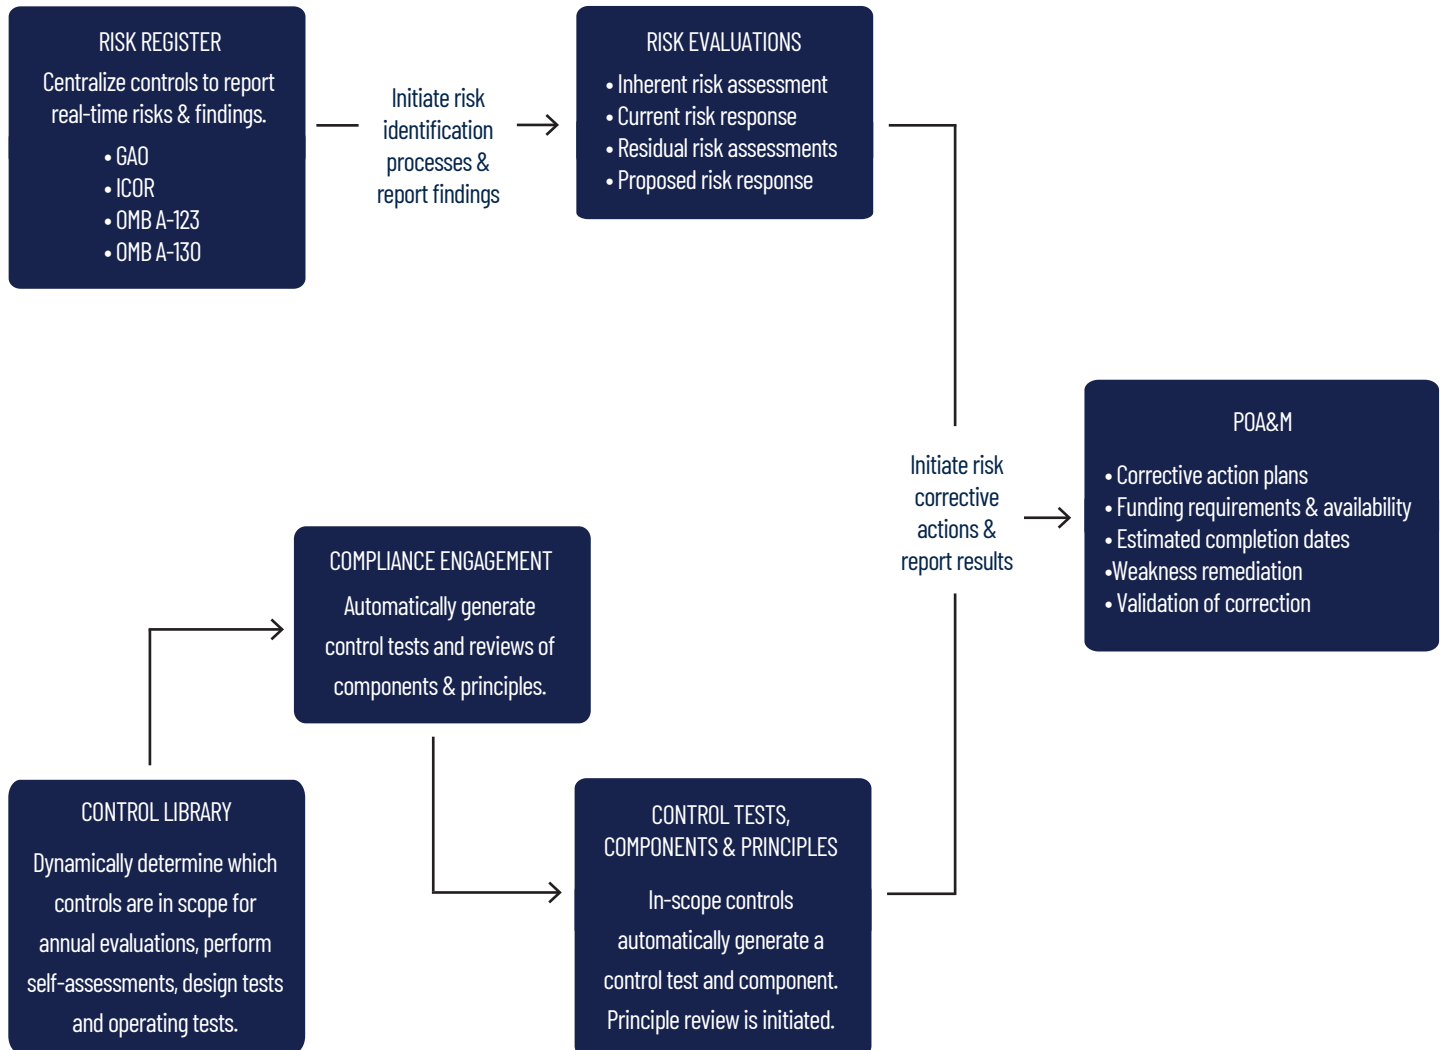 RISK REGISTER
Centralize controls to report
real-time risks & findings.
• GAO
• ICOR
• OMB A-123
• OMB A-130
Initiate risk
identification
processes &
report findings
RISK EVALUATIONS
• Inherent risk assessment
• Current risk response
• Residual risk assessments
• Proposed risk response
Initiate risk
corrective
actions &
report results
POA&M
• Corrective action plans
• Funding requirements & availability
• Estimated completion dates
•Weakness remediation
• Validation of correction
COMPLIANCE ENGAGEMENT
Automatically generate
control tests and reviews of
components & principles.
CONTROL LIBRARY
Dynamically determine which
controls are in scope for
annual evaluations, perform
self-assessments, design tests
and operating tests.
CONTROL TESTS,
COMPONENTS & PRINCIPLES
In-scope controls
automatically generate a
control test and component.
Principle review is initiated.